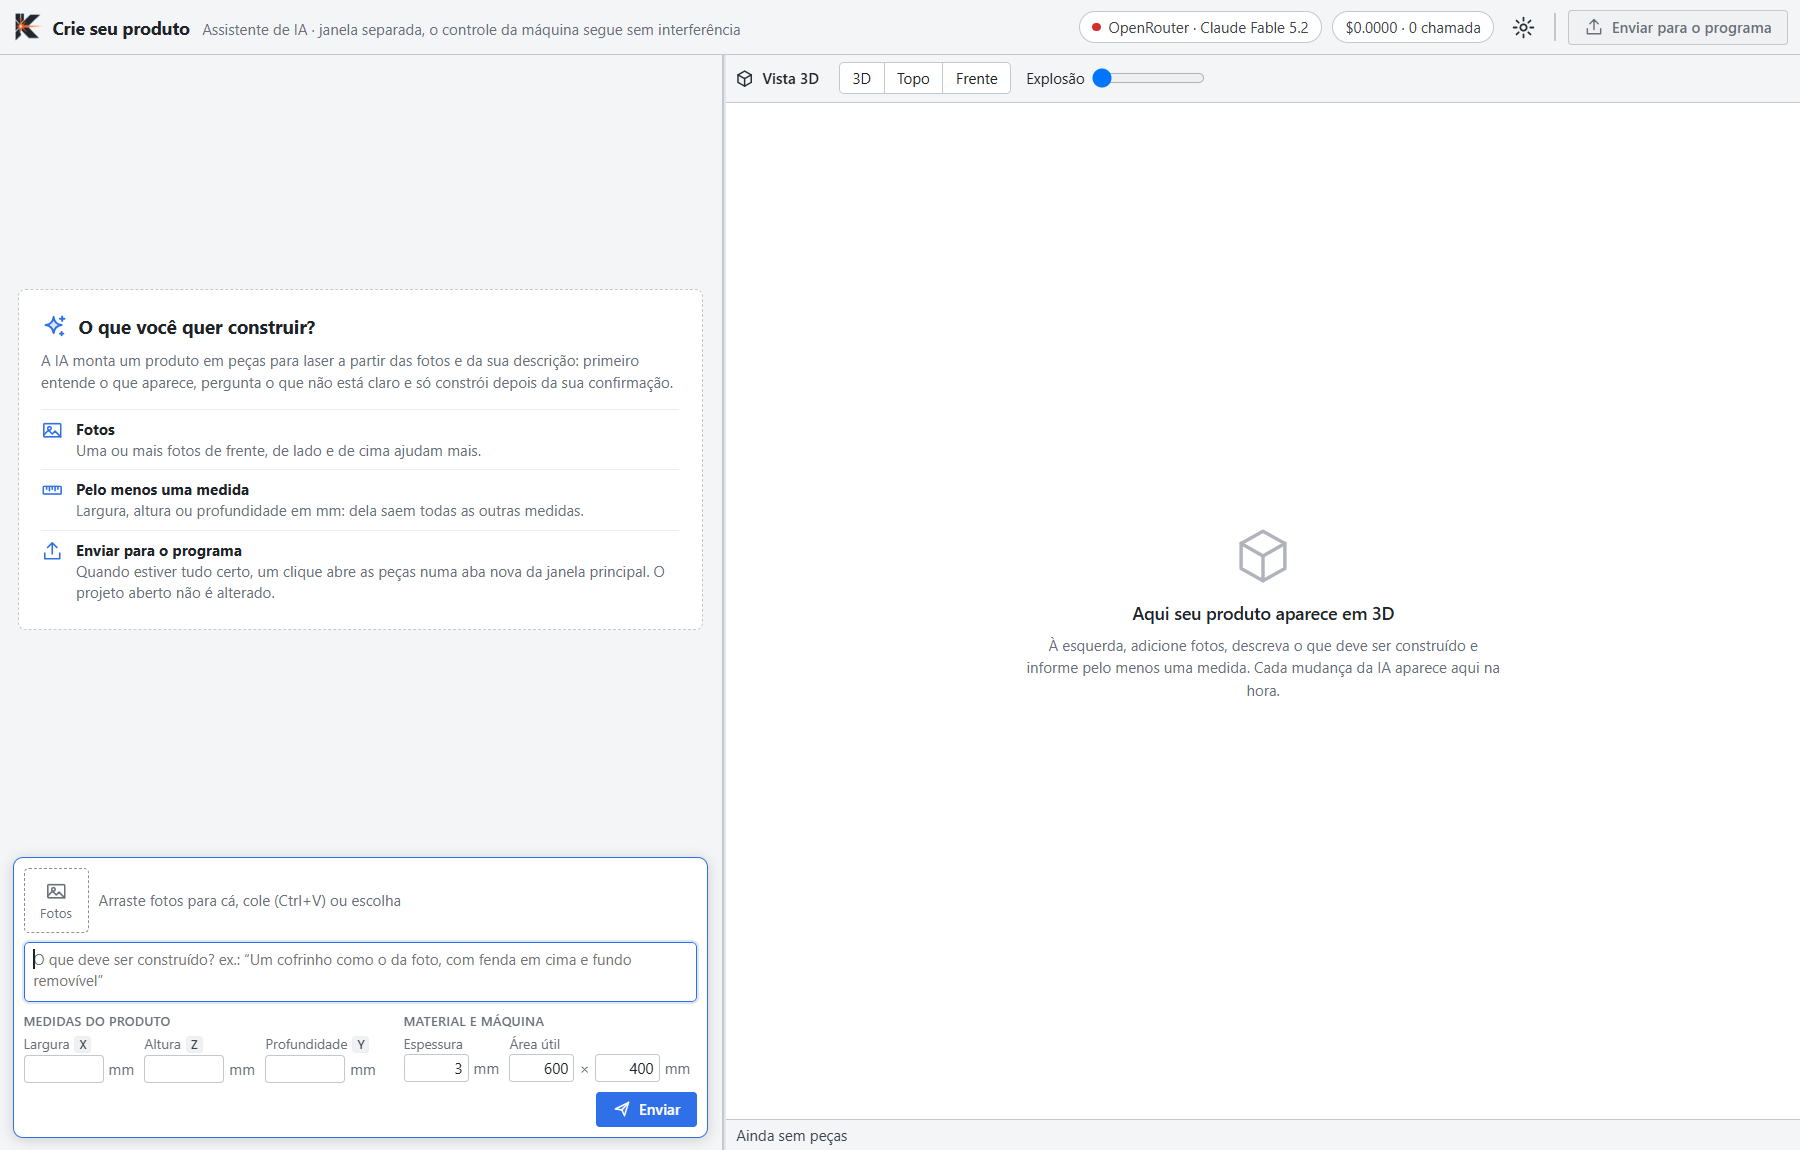 Crie seu produto
Assistente de IA · janela separada, o controle da máquina segue sem interferência
OpenRouter · Claude Fable 5.2
$0.0000 · 0 chamada
Enviar para o programa
Vista 3D
3D
Topo
Frente
Explosão
O que você quer construir?
A IA monta um produto em peças para laser a partir das fotos e da sua descrição: primeiro
entende o que aparece, pergunta o que não está claro e só constrói depois da sua confirmação.
Fotos
Uma ou mais fotos de frente, de lado e de cima ajudam mais.
Pelo menos uma medida
Largura, altura ou profundidade em mm: dela saem todas as outras medidas.
Enviar para o programa
Quando estiver tudo certo, um clique abre as peças numa aba nova da janela principal. O
projeto aberto não é alterado.
Aqui seu produto aparece em 3D
À esquerda, adicione fotos, descreva o que deve ser construído e
informe pelo menos uma medida. Cada mudança da IA aparece aqui na
hora.
Fotos
Arraste fotos para cá, cole (Ctrl+V) ou escolha
O que deve ser construído? ex.: “Um cofrinho como o da foto, com fenda em cima e fundo
removível”
MEDIDAS DO PRODUTO
MATERIAL E MÁQUINA
Largura X
Altura Z
Profundidade Y
Espessura
Área útil
mm
mm
mm
3 mm
600 × 400 mm
Enviar
Ainda sem peças